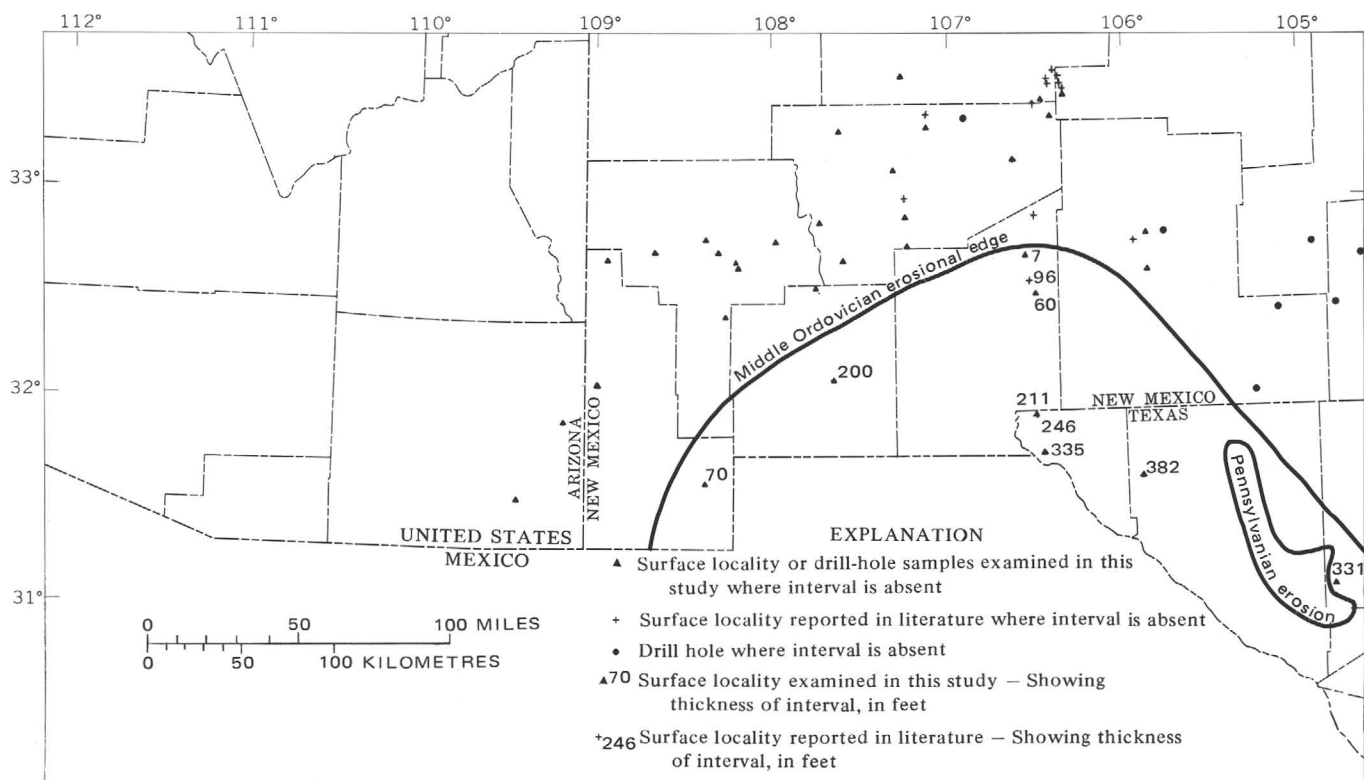 112° 111° 110° 109° 108° 107° 106° 105°
33°
Middle Ordovician erosional edge
7
96
60
32°
200
211
NEW MEXICO
TEXAS
246
335
382
ARIZONA
NEW MEXICO
70
Pennsylvanian erosion
331
UNITED STATES
MEXICO
31°
EXPLANATION
Surface locality or drill-hole samples examined in this
study where interval is absent
Surface locality reported in literature where interval is absent
Drill hole where interval is absent
70 Surface locality examined in this study — Showing
thickness of interval, in feet
246 Surface locality reported in literature — Showing thickness
of interval, in feet
0 50 100 MILES
0 50 100 KILOMETRES